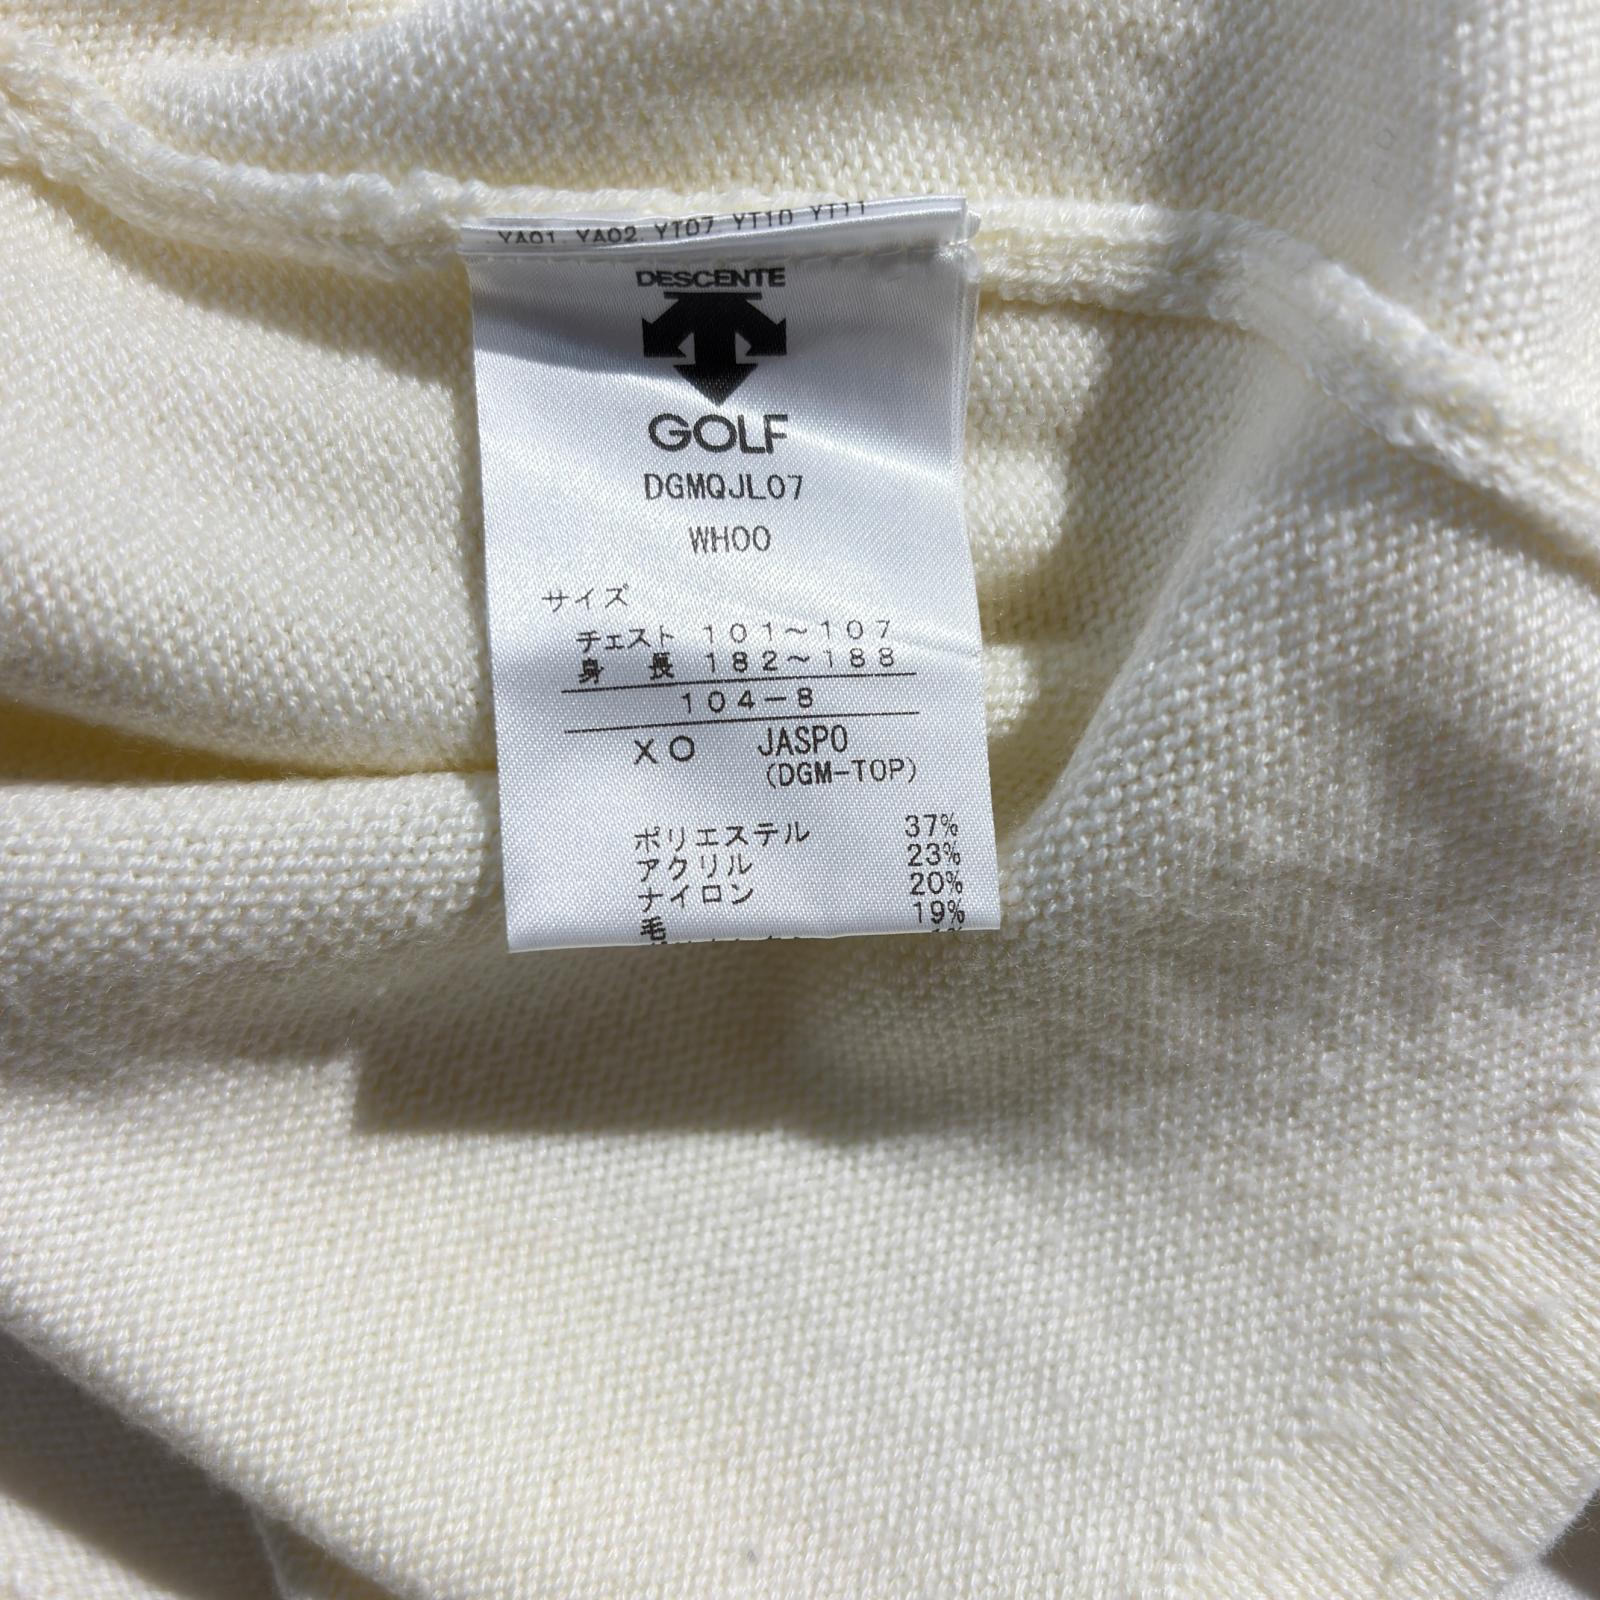 YA01 YA02 YT07 YT10 YT11
DESCENTE
GOLF
DGMQJL07
WH00
サイズ
チェスト 101～107
身長 182～188
104-8
XO JASPO
(DGM-TOP)
ポリエステル 37%
アクリル 23%
ナイロン 20%
毛 19%